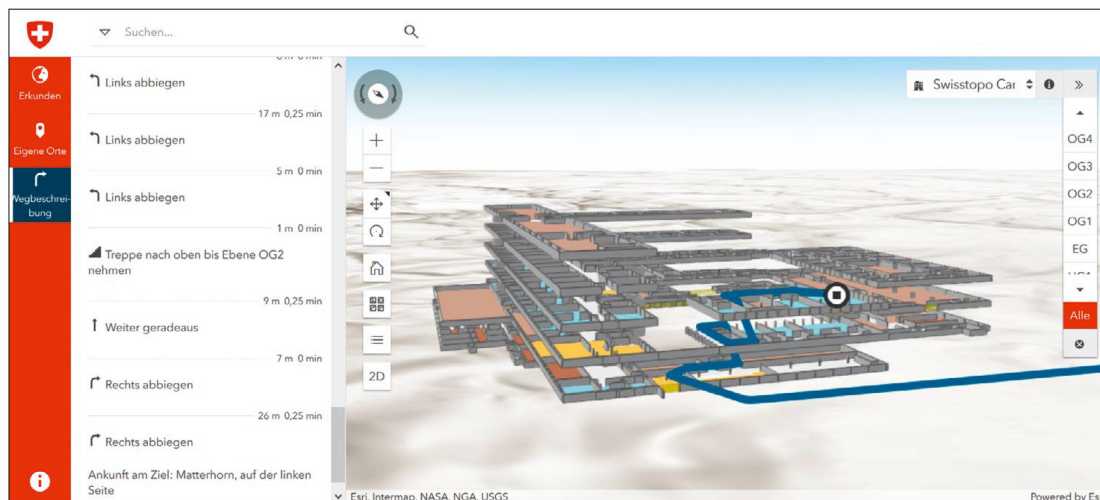 Suchen...
Erkunden
Eigene Orte
Wegbeschrei-
bung
Links abbiegen
17 m 0,25 min
Links abbiegen
5 m 0 min
Links abbiegen
1 m 0 min
Treppe nach oben bis Ebene OG2
nehmen
9 m 0,25 min
Weiter geradeaus
7 m 0 min
Rechts abbiegen
26 m 0,25 min
Rechts abbiegen
Ankunft am Ziel: Matterhorn, auf der linken
Seite
2D
Swisstopo Car
OG4
OG3
OG2
OG1
EG
Alle
Esri, Intermap, NASA, NGA, USGS
Powered by Es